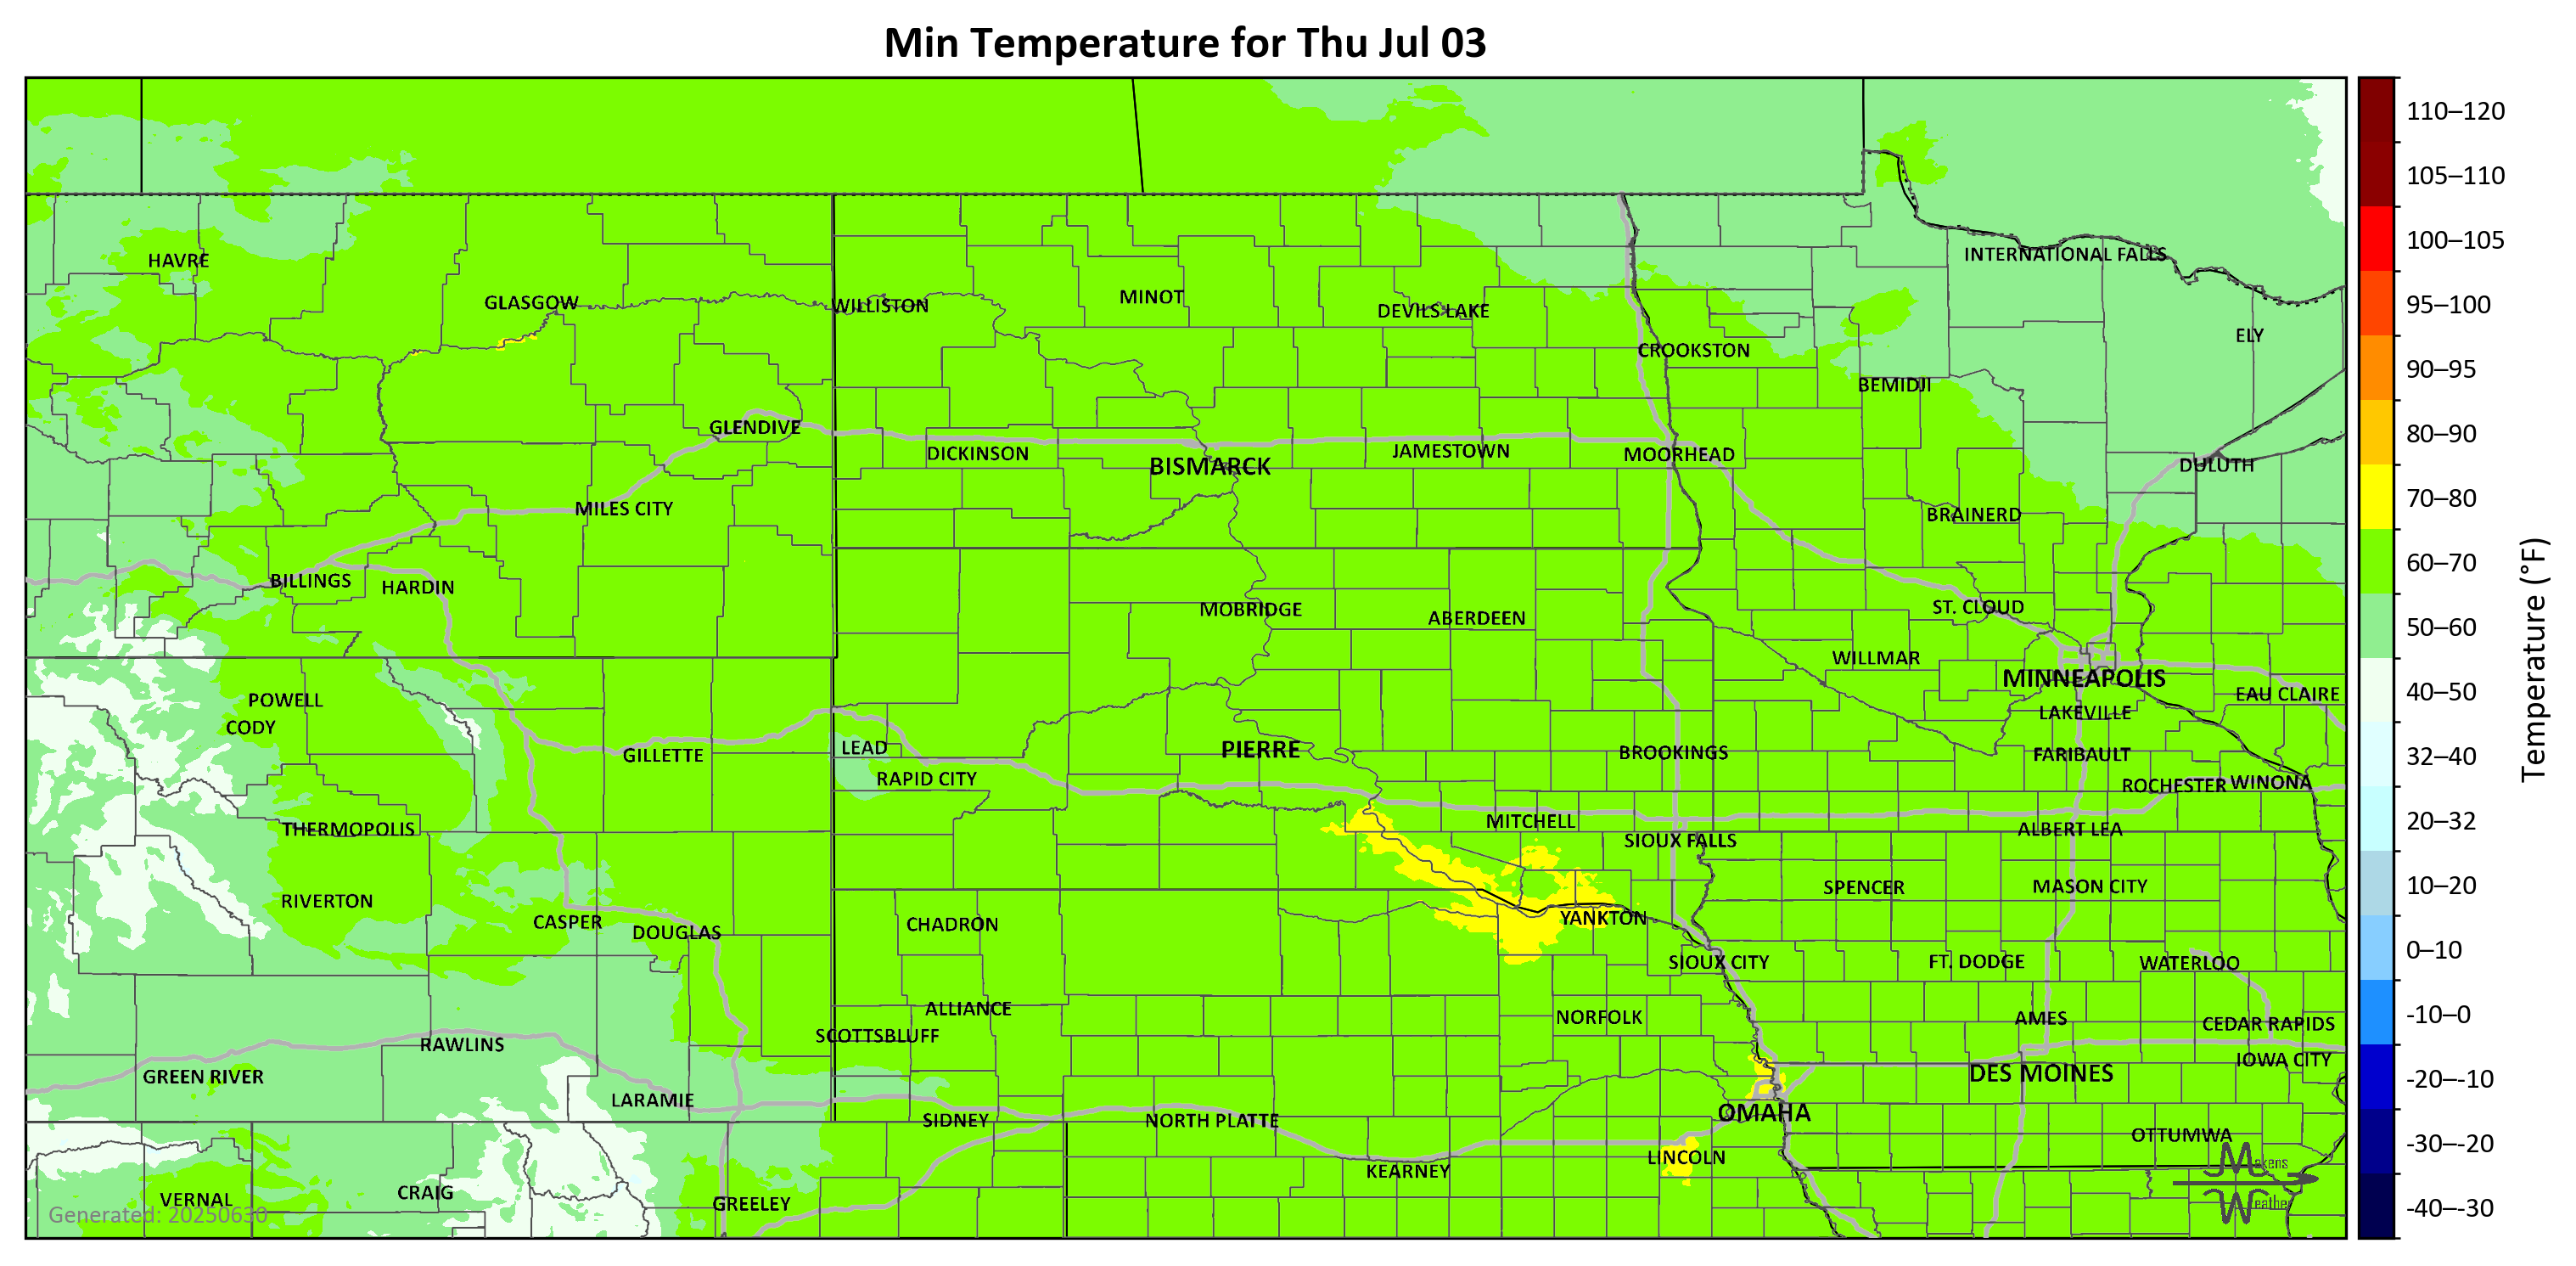 Min Temperature for Thu Jul 03
110–120
105–110
100–105
95–100
90–95
80–90
70–80
60–70
50–60
40–50
32–40
20–32
10–20
0–10
-10–0
-20–-10
-30–-20
-40–-30
Temperature (°F)
HAVRE
INTERNATIONAL FALLS
GLASGOW
WILLISTON
MINOT
DEVILS LAKE
ELY
CROOKSTON
BEMIDJI
GLENDIVE
DICKINSON
BISMARCK
JAMESTOWN
MOORHEAD
DULUTH
MILES CITY
BRAINERD
BILLINGS
HARDIN
MOBRIDGE
ABERDEEN
ST. CLOUD
WILLMAR
MINNEAPOLIS
POWELL
EAU CLAIRE
CODY
LAKEVILLE
GILLETTE
LEAD
PIERRE
BROOKINGS
FARIBAULT
RAPID CITY
ROCHESTER
WINONA
THERMOPOLIS
MITCHELL
SIOUX FALLS
ALBERT LEA
RIVERTON
SPENCER
MASON CITY
CASPER
DOUGLAS
CHADRON
YANKTON
SIOUX CITY
FT. DODGE
WATERLOO
ALLIANCE
NORFOLK
AMES
CEDAR RAPIDS
RAWLINS
SCOTTSBLUFF
IOWA CITY
GREEN RIVER
DES MOINES
LARAMIE
SIDNEY
NORTH PLATTE
OMAHA
OTTUMWA
LINCOLN
KEARNEY
VERNAL
CRAIG
GREELEY
Makens
Weather
Generated: 20250630